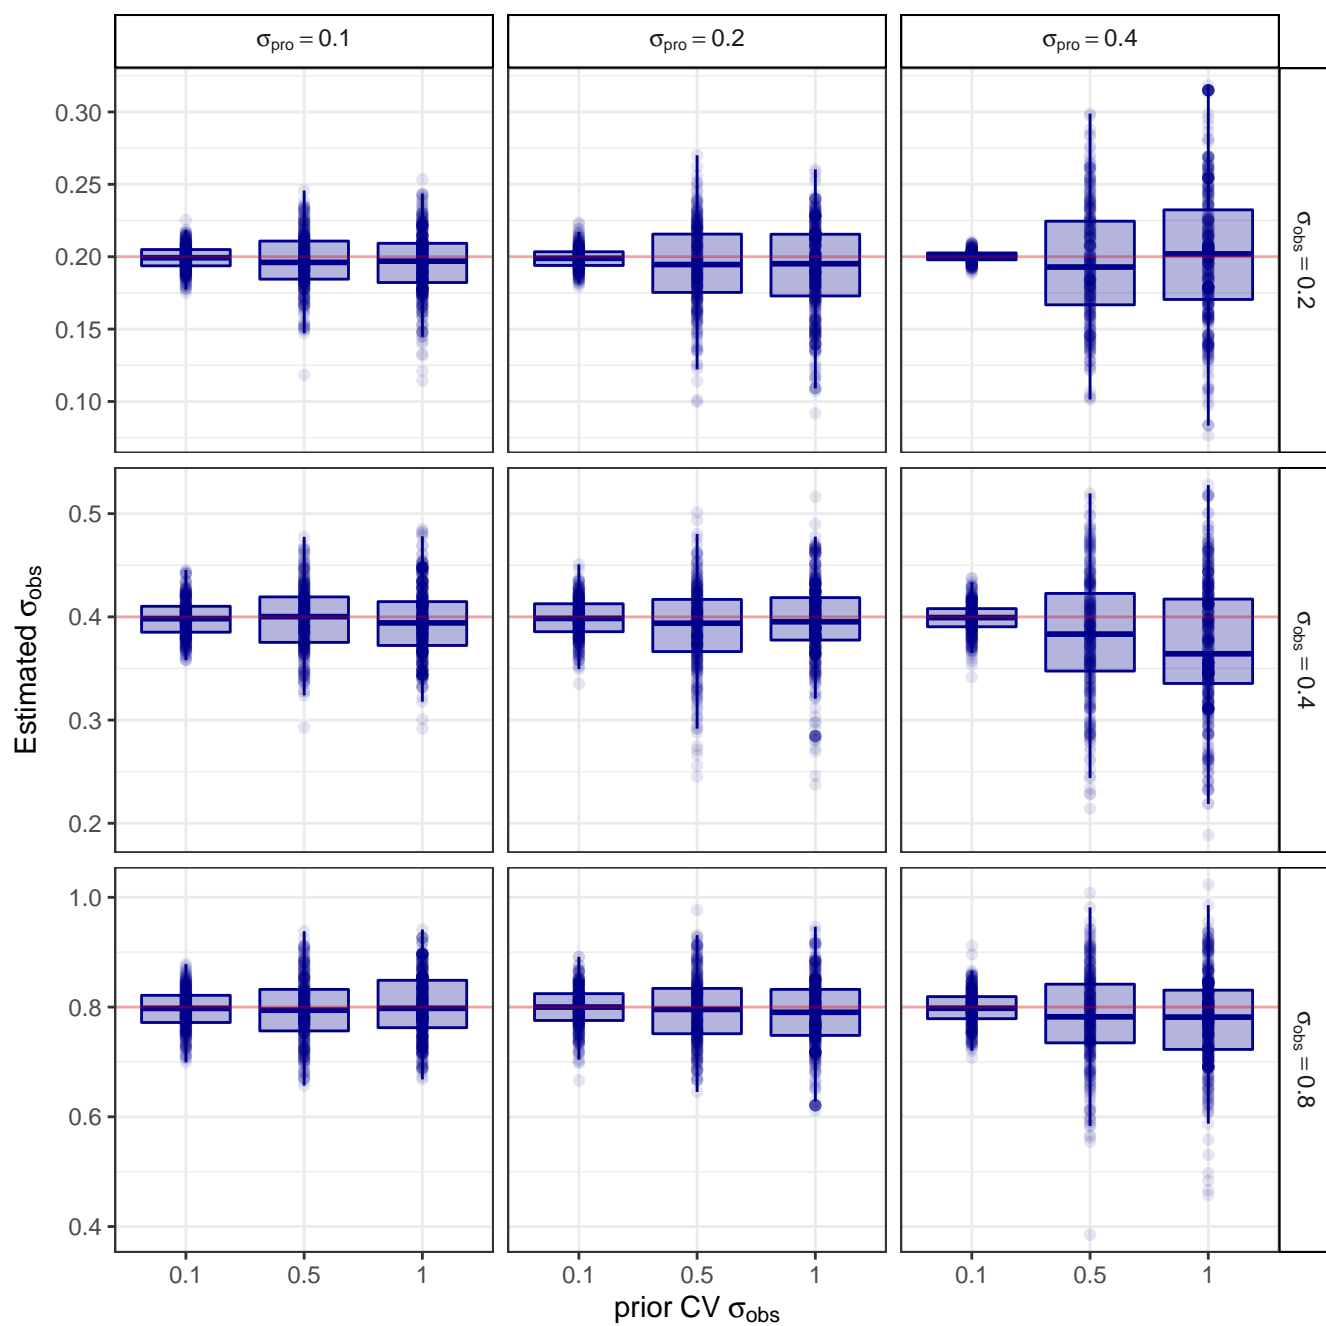 σpro = 0.1
σpro = 0.2
σpro = 0.4
0.30
0.25
0.20
0.15
0.10
σobs = 0.2
0.5
0.4
0.3
0.2
σobs = 0.4
Estimated σobs
1.0
0.8
0.6
0.4
σobs = 0.8
0.1 0.5 1
0.1 0.5 1
0.1 0.5 1
prior CV σobs